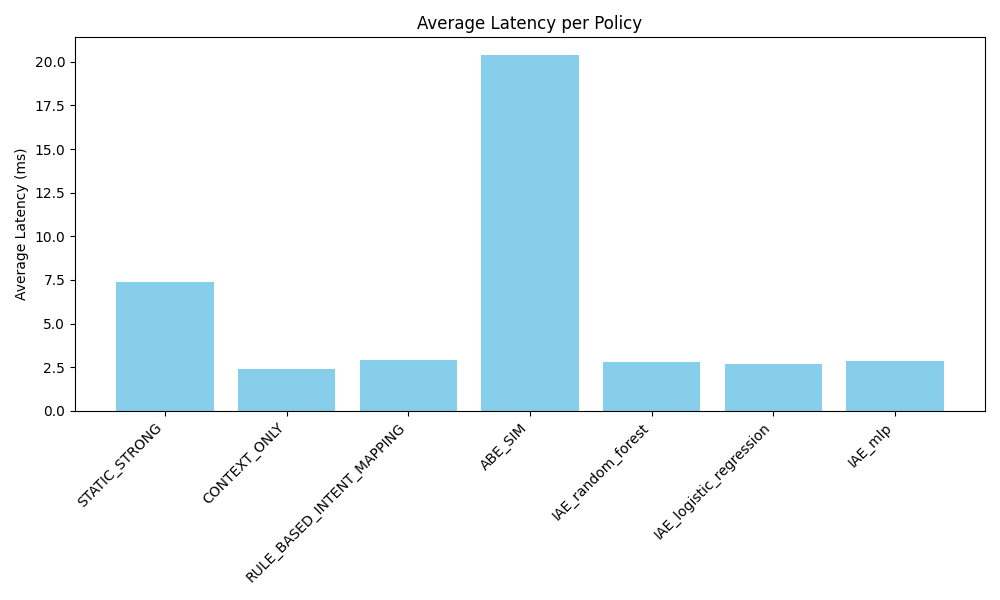 Average Latency per Policy
Average Latency (ms)
20.0
17.5
15.0
12.5
10.0
7.5
5.0
2.5
0.0
STATIC_STRONG
CONTEXT_ONLY
RULE_BASED_INTENT_MAPPING
ABE_SIM
IAE_random_forest
IAE_logistic_regression
IAE_mlp